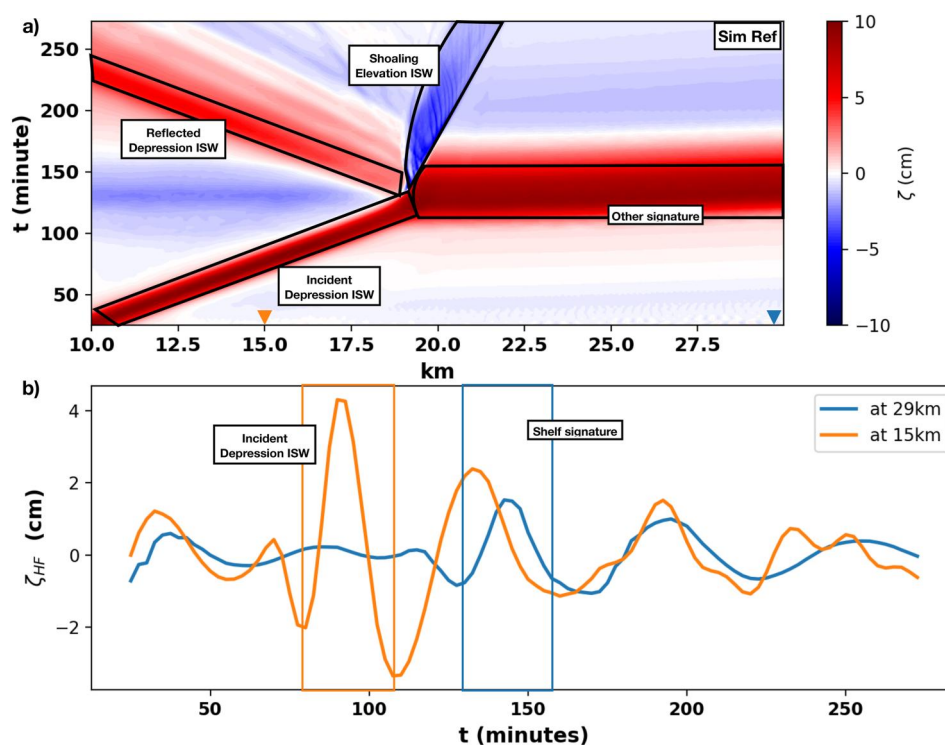 a)
Sim Ref
Shoaling
Elevation ISW
Reflected
Depression ISW
Other signature
Incident
Depression ISW
250
200
150
100
50
t (minute)
10.0 12.5 15.0 17.5 20.0 22.5 25.0 27.5
km
10
5
0
−5
−10
ζ (cm)
b)
Incident
Depression ISW
Shelf signature
at 29km
at 15km
4
2
0
−2
ζHF (cm)
50 100 150 200 250
t (minutes)